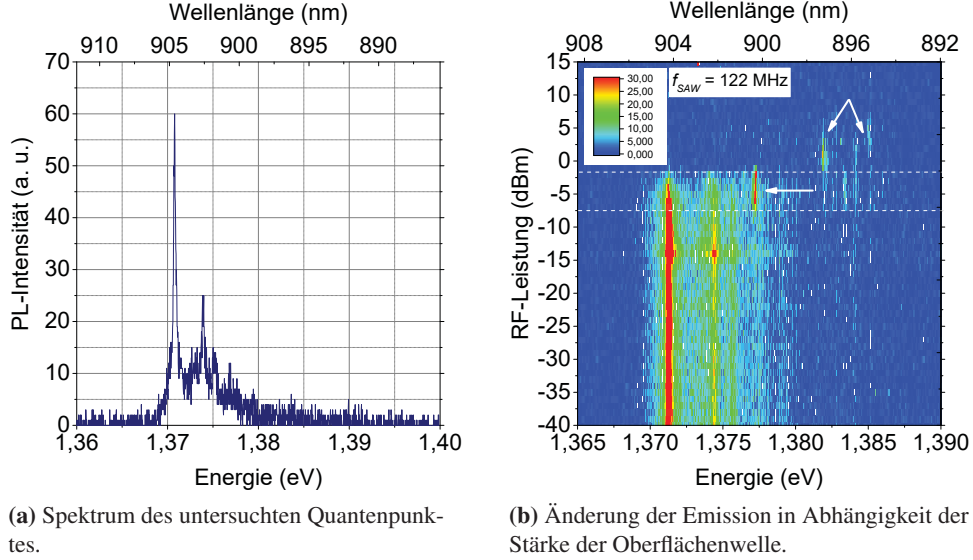 Wellenlänge (nm)
910 905 900 895 890
70
60
50
40
30
20
10
0
PL-Intensität (a. u.)
1,36 1,37 1,38 1,39 1,40
Energie (eV)
(a) Spektrum des untersuchten Quantenpunk-
tes.
Wellenlänge (nm)
908 904 900 896 892
15
10
5
0
-5
-10
-15
-20
-25
-30
-35
-40
RF-Leistung (dBm)
30,00
25,00
20,00
15,00
10,00
5,000
0,000
f_SAW = 122 MHz
1,365 1,370 1,375 1,380 1,385 1,390
Energie (eV)
(b) Änderung der Emission in Abhängigkeit der
Stärke der Oberflächenwelle.